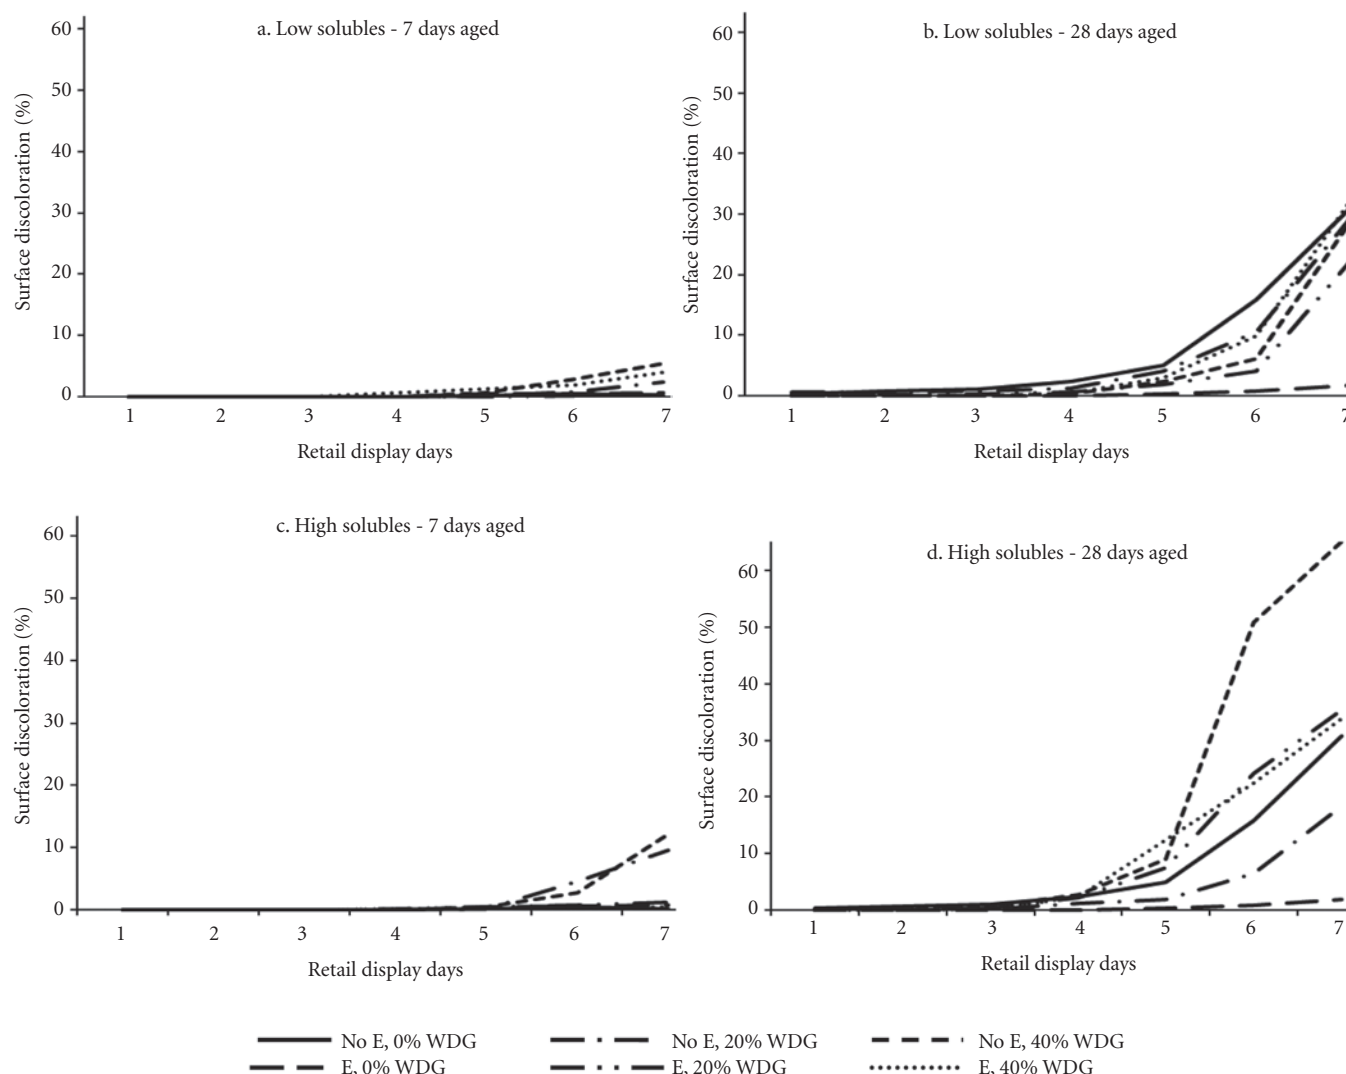 a. Low solubles - 7 days aged
60
50
40
30
20
10
0
Surface discoloration (%)
1 2 3 4 5 6 7
Retail display days
b. Low solubles - 28 days aged
60
50
40
30
20
10
0
Surface discoloration (%)
1 2 3 4 5 6 7
Retail display days
c. High solubles - 7 days aged
60
50
40
30
20
10
0
Surface discoloration (%)
1 2 3 4 5 6 7
Retail display days
d. High solubles - 28 days aged
60
50
40
30
20
10
0
Surface discoloration (%)
1 2 3 4 5 6 7
Retail display days
No E, 0% WDG No E, 20% WDG No E, 40% WDG
E, 0% WDG E, 20% WDG E, 40% WDG